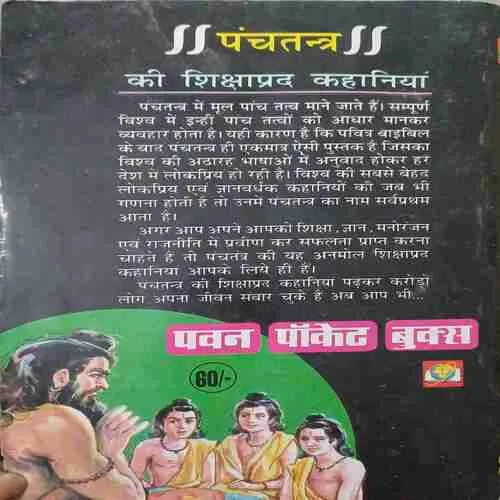 पंचतन्त्र
की शिक्षाप्रद कहानियां
पंचतन्त्र में मूल पांच तत्व माने जाते हैं। सम्पूर्ण
विश्व में इन्हीं पांच तत्वों को आधार मानकर
व्यवहार होता है। यही कारण है कि पवित्र बाइबिल
के बाद पंचतन्त्र ही एकमात्र ऐसी पुस्तक है जिसका
विश्व की अठारह भाषाओं में अनुवाद होकर हर
देश में लोकप्रिय हो रही है। विश्व की सबसे बेहद
लोकप्रिय एवं ज्ञानवर्धक कहानियों की जब भी
गणना होती है तो उनमें पंचतन्त्र का नाम सर्वप्रथम
आता है।
अगर आप अपने आपको शिक्षा, ज्ञान, मनोरंजन
एवं राजनीति में प्रवीण कर सफलता प्राप्त करना
चाहते हैं तो पंचतंत्र की यह अनमोल शिक्षाप्रद
कहानियां आपके लिये ही हैं।
पंचतन्त्र की शिक्षाप्रद कहानियां पढ़कर करोड़ों
लोग अपना जीवन संवार चुके हैं अब आप भी...
पवन पॉकेट बुक्स
60/-